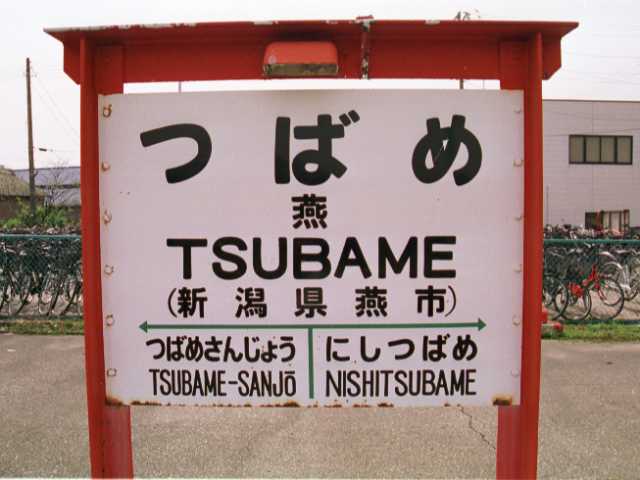 つばめ
燕
TSUBAME
(新潟県燕市)
つばめさんじょう にしつばめ
TSUBAME-SANJŌ NISHITSUBAME